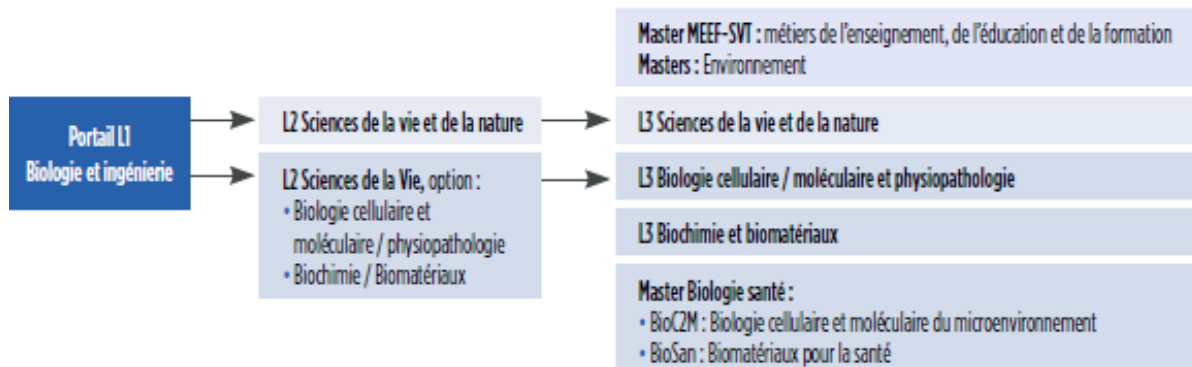 Master MEEF-SVT : métiers de l'enseignement, de l'éducation et de la formation
Masters : Environnement
Portail L1
Biologie et ingénierie
L2 Sciences de la vie et de la nature
L3 Sciences de la vie et de la nature
L2 Sciences de la Vie, option :
• Biologie cellulaire et
moléculaire / physiopathologie
• Biochimie / Biomatériaux
L3 Biologie cellulaire / moléculaire et physiopathologie
L3 Biochimie et biomatériaux
Master Biologie santé :
• BioC2M : Biologie cellulaire et moléculaire du microenvironnement
• BioSan : Biomatériaux pour la santé